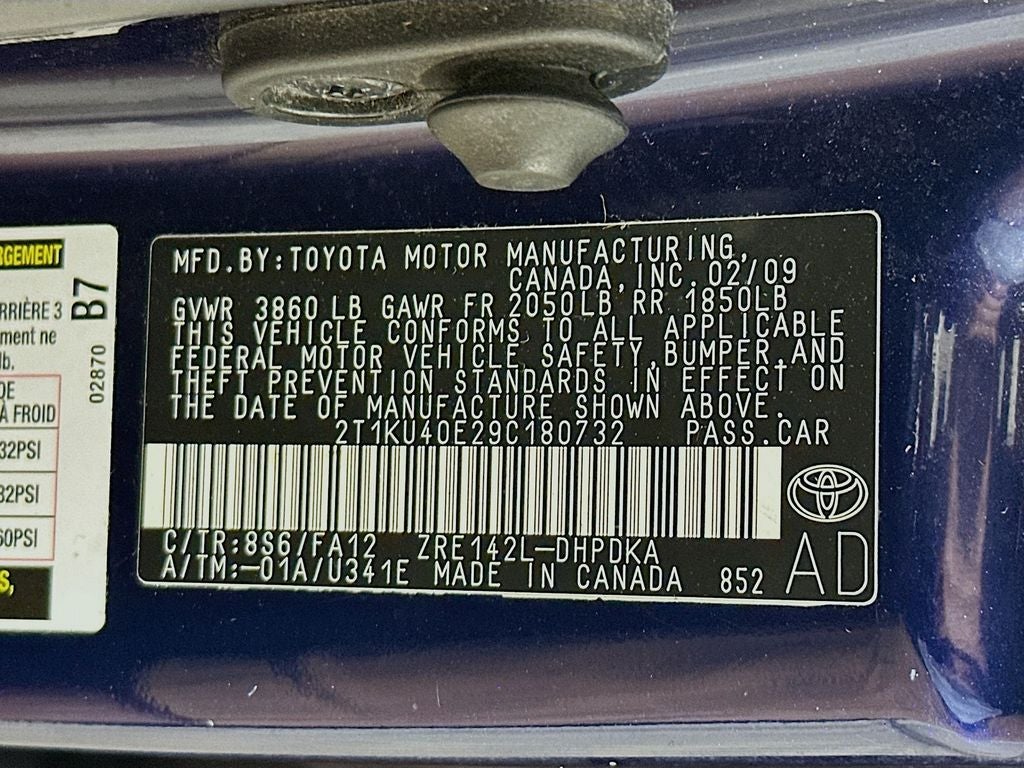 RGEMENT
RRIÈRE 3
ment ne
lb.
DE
À FROID
32PSI
32PSI
60PSI
S,
B7
02870
MFD.BY:TOYOTA MOTOR MANUFACTURING,
CANADA,INC.02/09
GVWR 3860 LB GAWR FR 2050LB RR 1850LB
THIS VEHICLE CONFORMS TO ALL APPLICABLE
FEDERAL MOTOR VEHICLE SAFETY,BUMPER,AND
THEFT PREVENTION STANDARDS IN EFFECT ON
THE DATE OF MANUFACTURE SHOWN ABOVE.
2T1KU40E29C180732 PASS.CAR
C/TR:8S6/FA12 ZRE142L-DHPDKA
A/TM:-01A/U341E MADE IN CANADA 852
AD